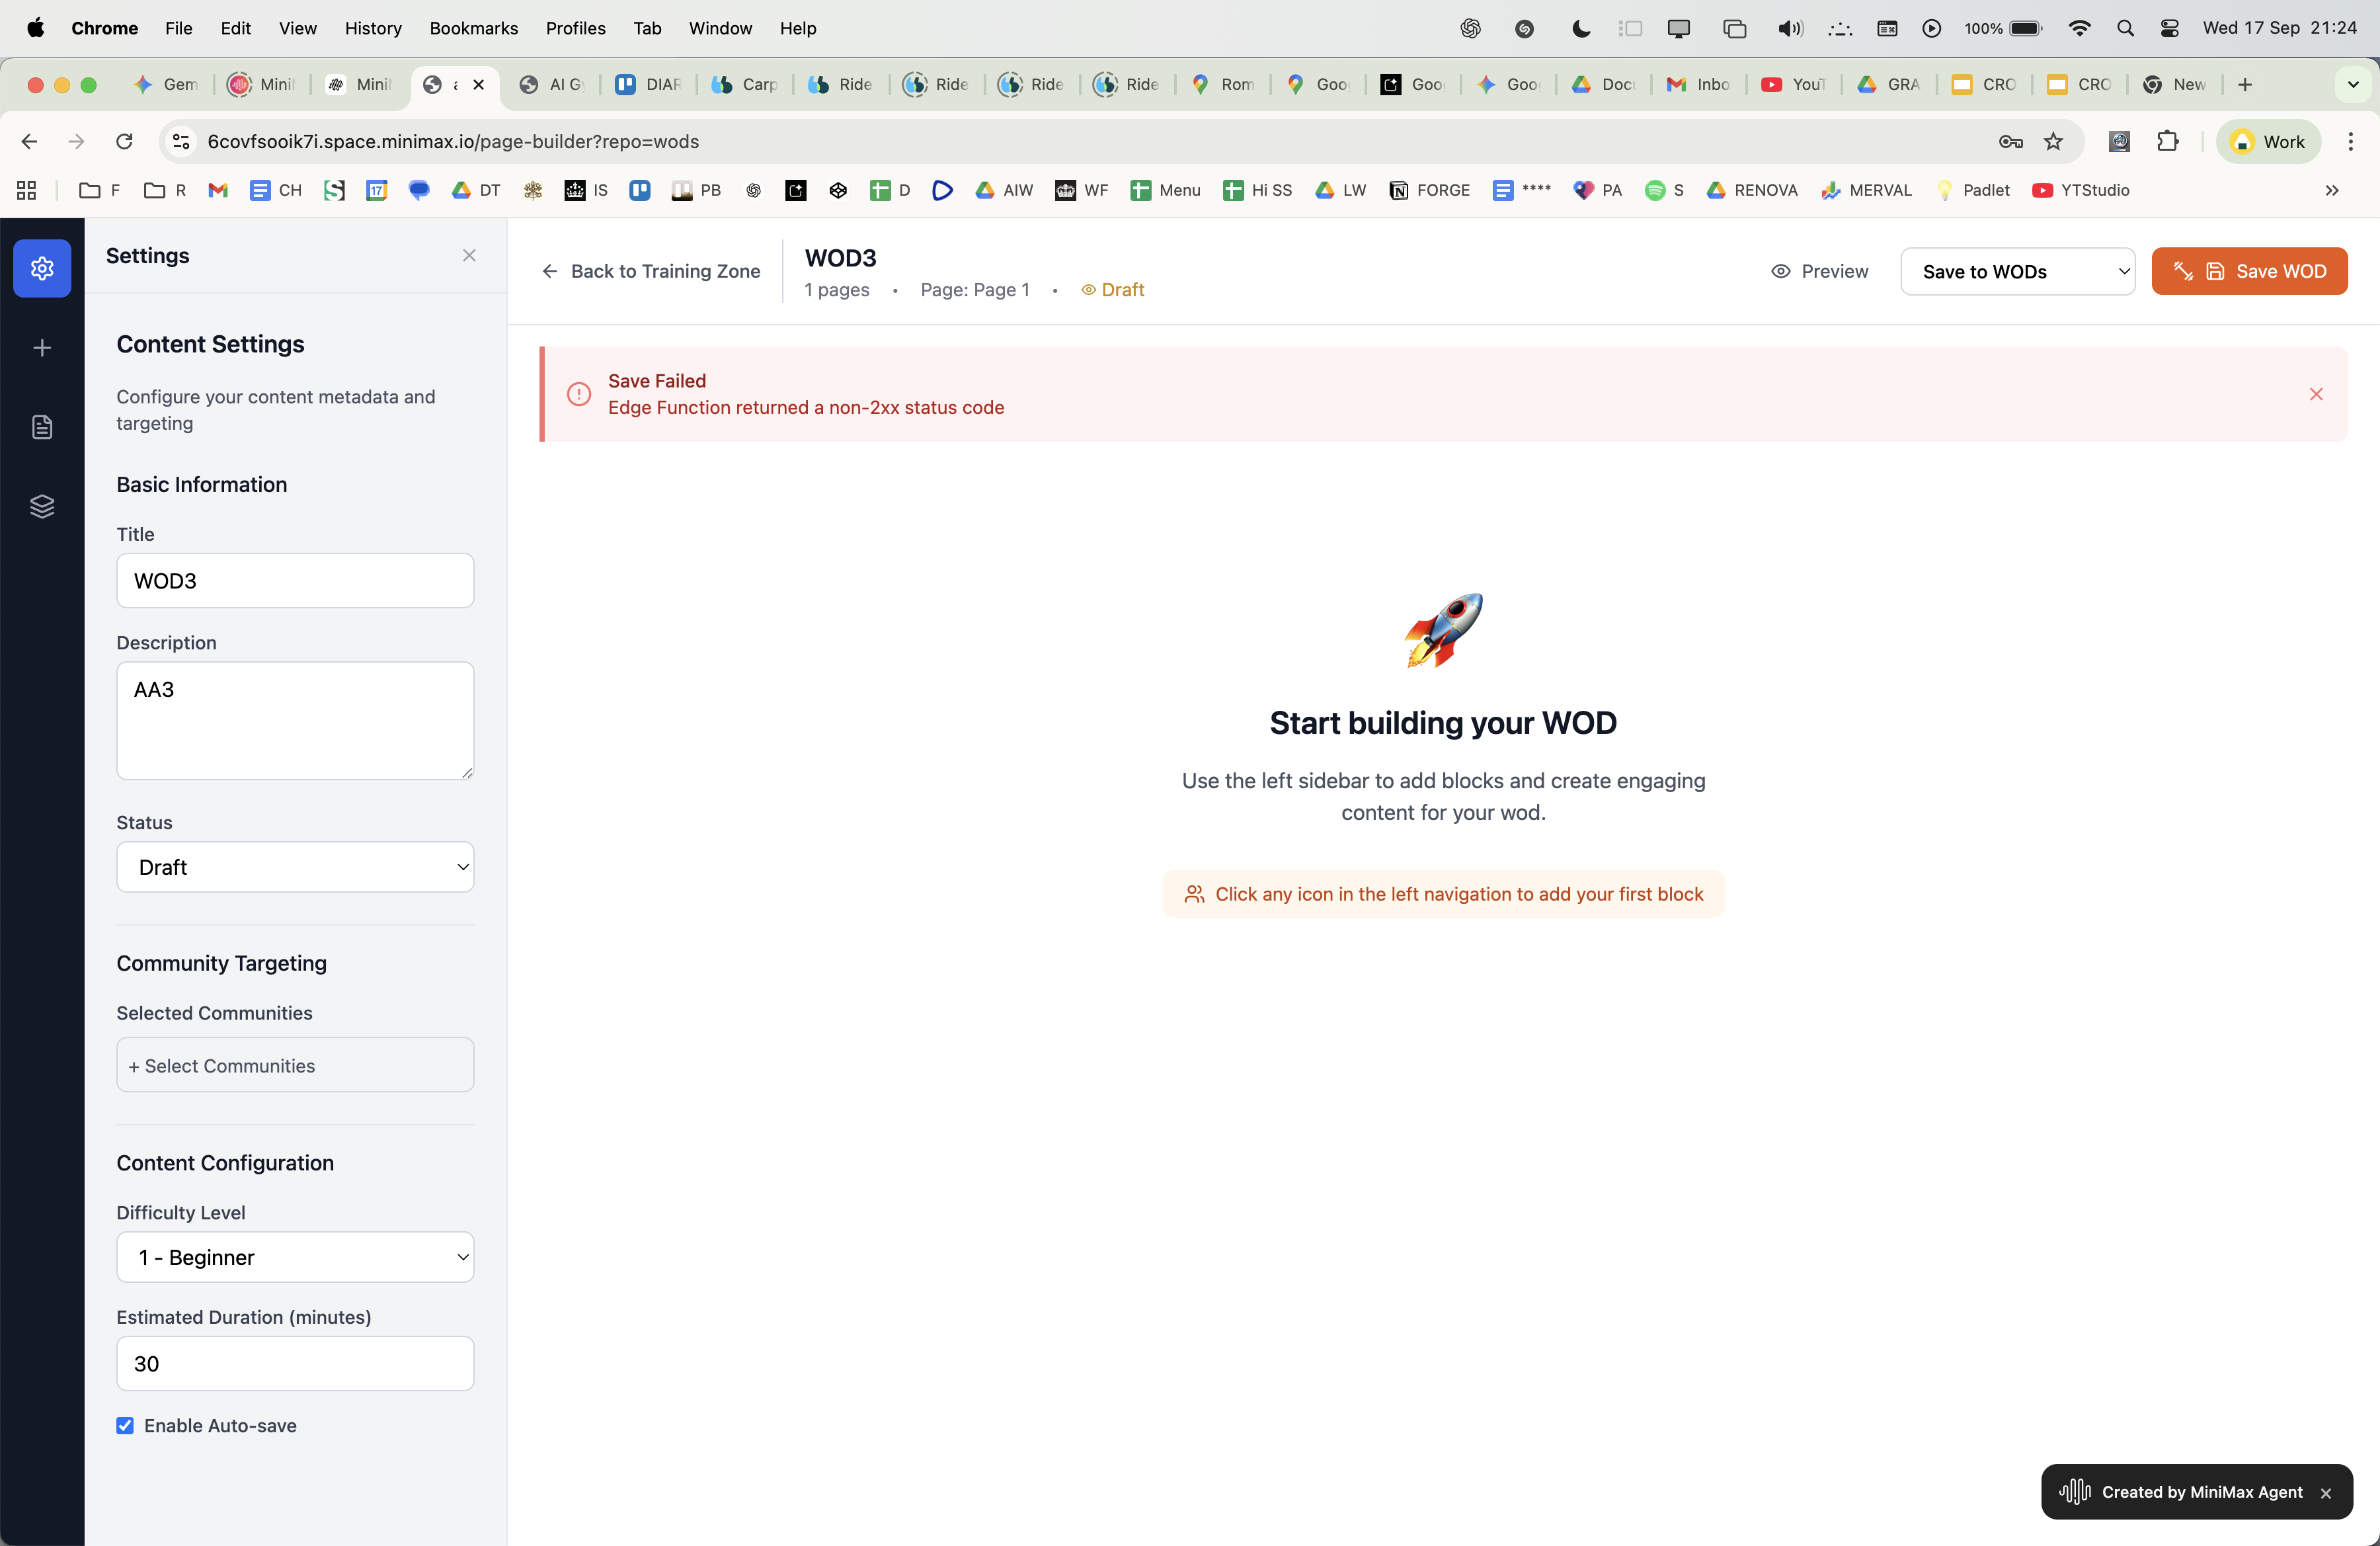 Chrome File Edit View History Bookmarks Profiles Tab Window Help 100% Wed 17 Sep 21:24
Gem Mini Mini a AI G DIAR Carp Ride Ride Ride Ride Rom Goo Goo Goo Doc Inbo YouT GRA CRO CRO New
6covfsooik7i.space.minimax.io/page-builder?repo=wods Work
F R CH 17 DT IS PB D AIW WF Menu Hi SS LW FORGE **** PA S RENOVA MERVAL Padlet YTStudio
Settings
Back to Training Zone
WOD3
1 pages • Page: Page 1 • Draft
Preview
Save to WODs
Save WOD
Save Failed
Edge Function returned a non-2xx status code
Content Settings
Configure your content metadata and
targeting
Basic Information
Title
WOD3
Description
AA3
Status
Draft
Community Targeting
Selected Communities
+ Select Communities
Content Configuration
Difficulty Level
1 - Beginner
Estimated Duration (minutes)
30
Enable Auto-save
Start building your WOD
Use the left sidebar to add blocks and create engaging
content for your wod.
Click any icon in the left navigation to add your first block
Created by MiniMax Agent